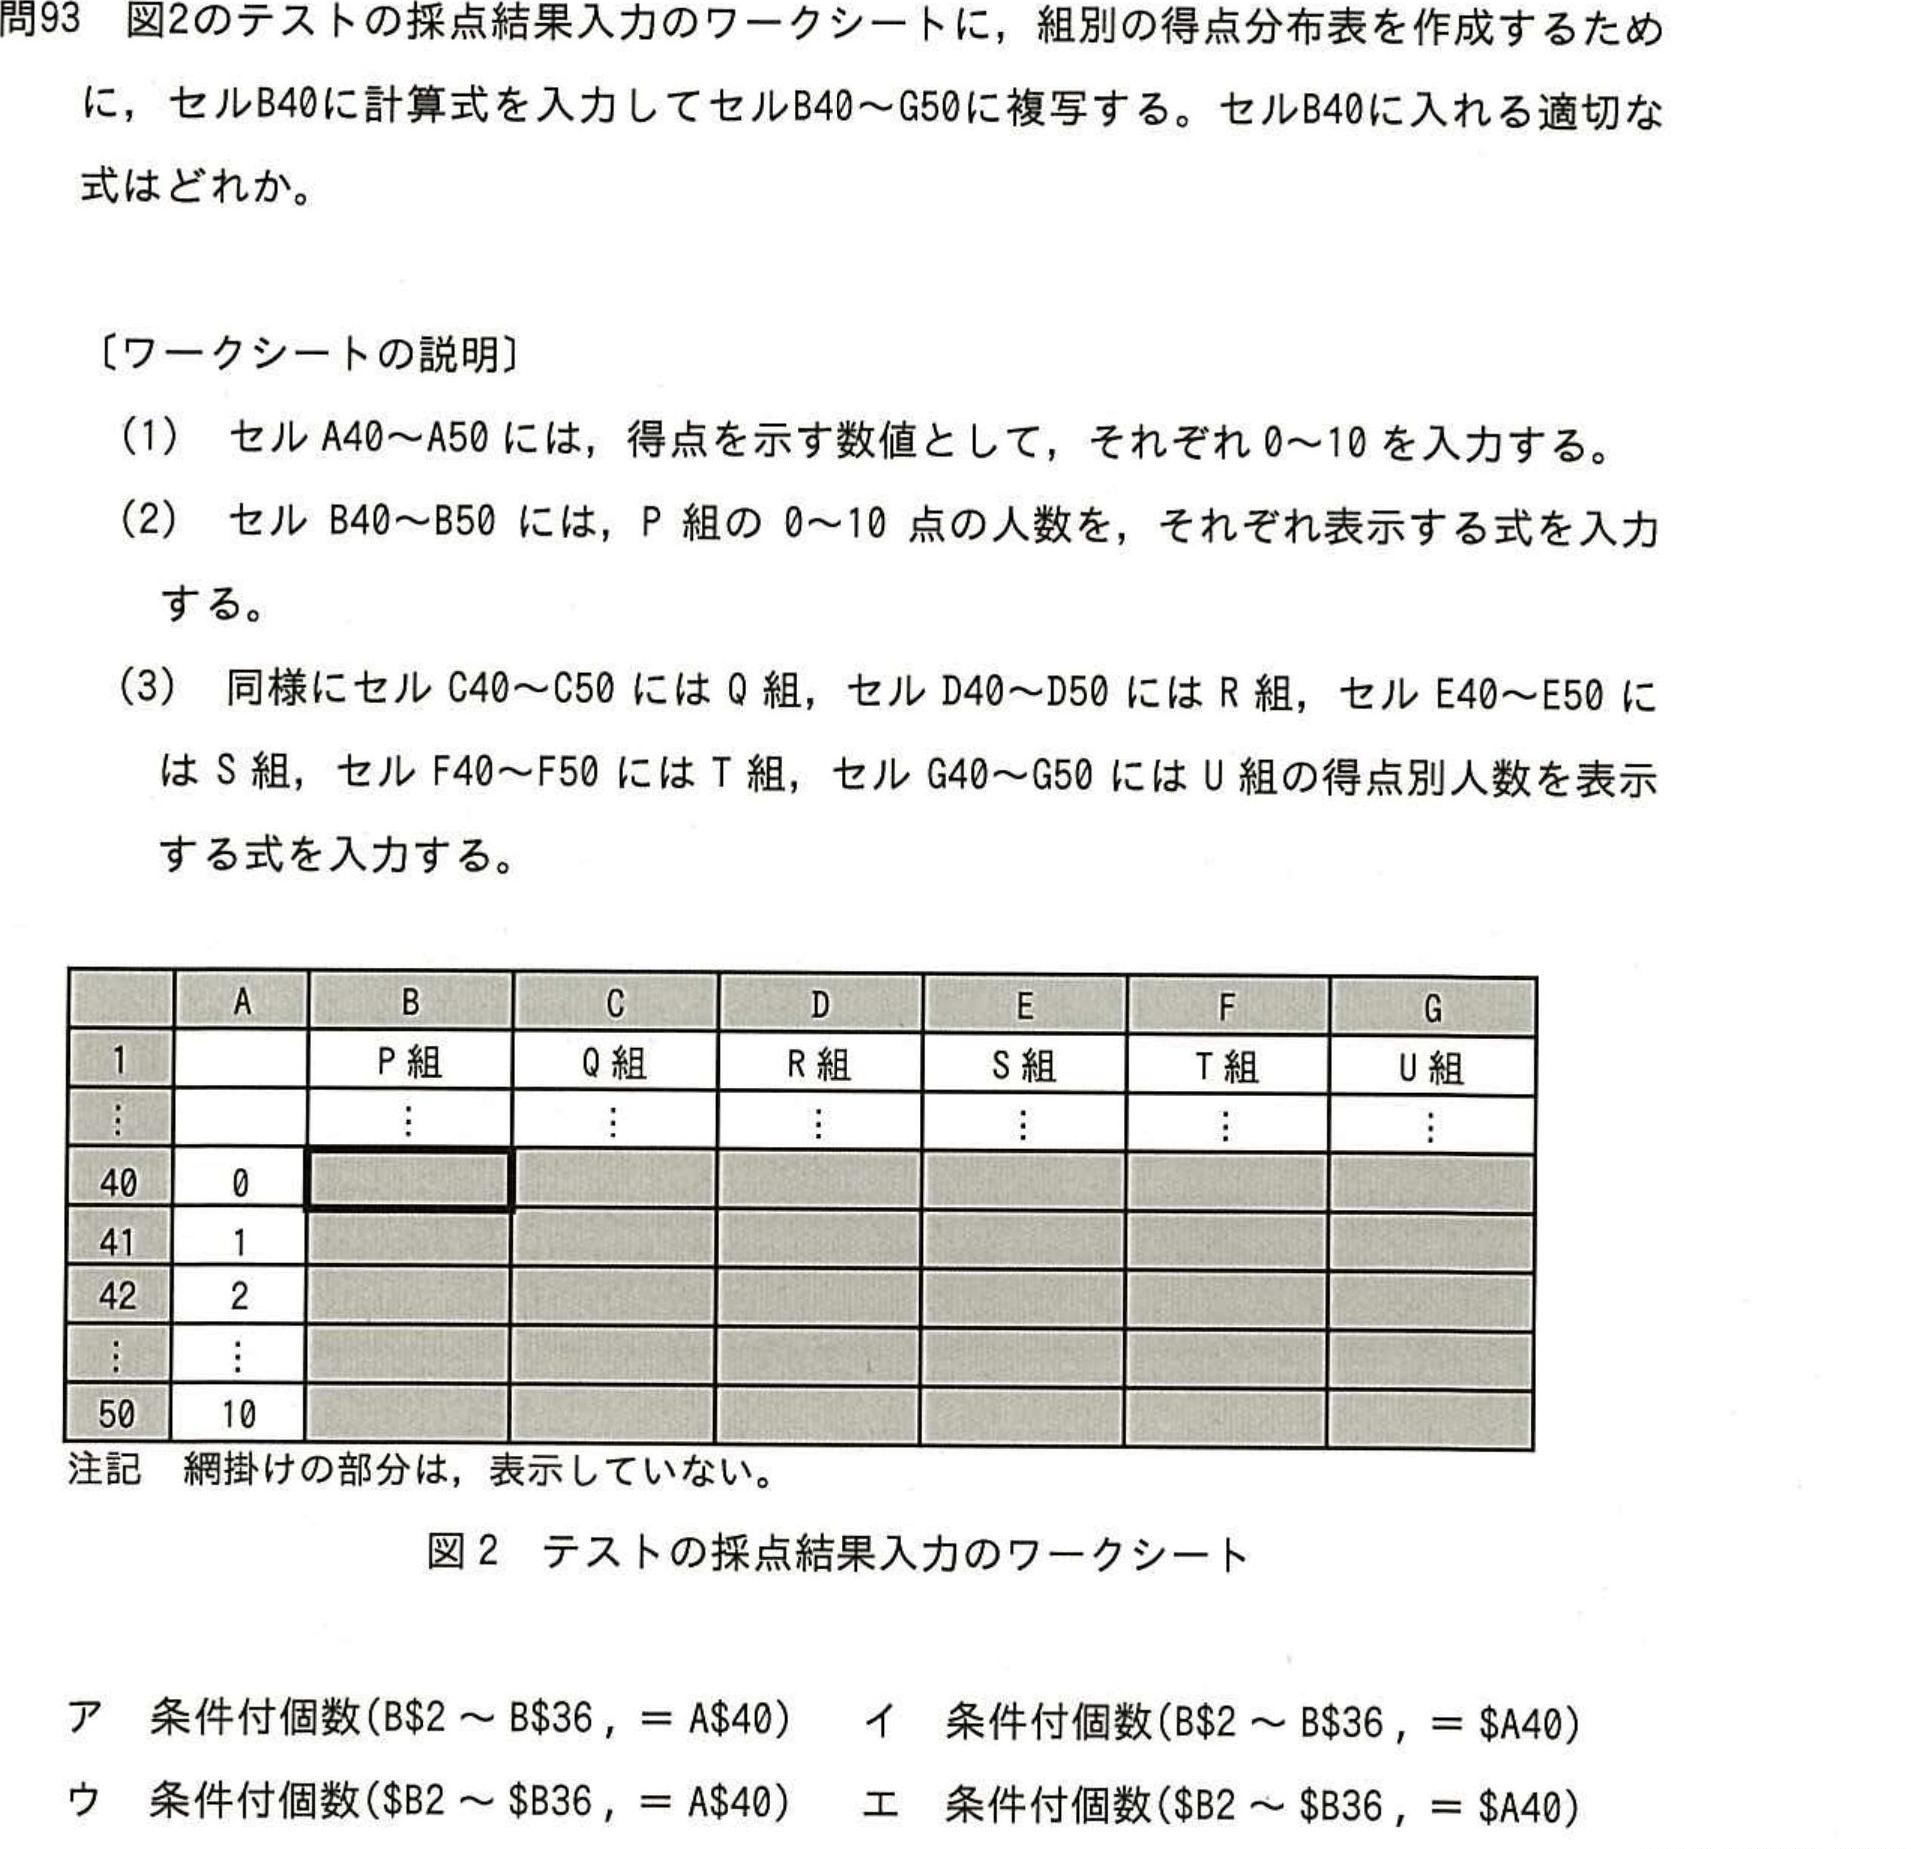 問93　図2のテストの採点結果入力のワークシートに，組別の得点分布表を作成するため
に，セルB40に計算式を入力してセルB40～G50に複写する。セルB40に入れる適切な
式はどれか。
〔ワークシートの説明〕
(1)　セル A40～A50 には，得点を示す数値として，それぞれ 0～10 を入力する。
(2)　セル B40～B50 には，P 組の 0～10 点の人数を，それぞれ表示する式を入力
する。
(3)　同様にセル C40～C50 には Q 組，セル D40～D50 には R 組，セル E40～E50 に
は S 組，セル F40～F50 には T 組，セル G40～G50 には U 組の得点別人数を表示
する式を入力する。
A B C D E F G
1 P 組 Q 組 R 組 S 組 T 組 U 組
⋮ ⋮ ⋮ ⋮ ⋮ ⋮ ⋮
40 0
41 1
42 2
⋮ ⋮
50 10
注記　網掛けの部分は，表示していない。
図 2　テストの採点結果入力のワークシート
ア　条件付個数(B$2 ～ B$36，＝ A$40)　イ　条件付個数(B$2 ～ B$36，＝ $A40)
ウ　条件付個数($B2 ～ $B36，＝ A$40)　エ　条件付個数($B2 ～ $B36，＝ $A40)